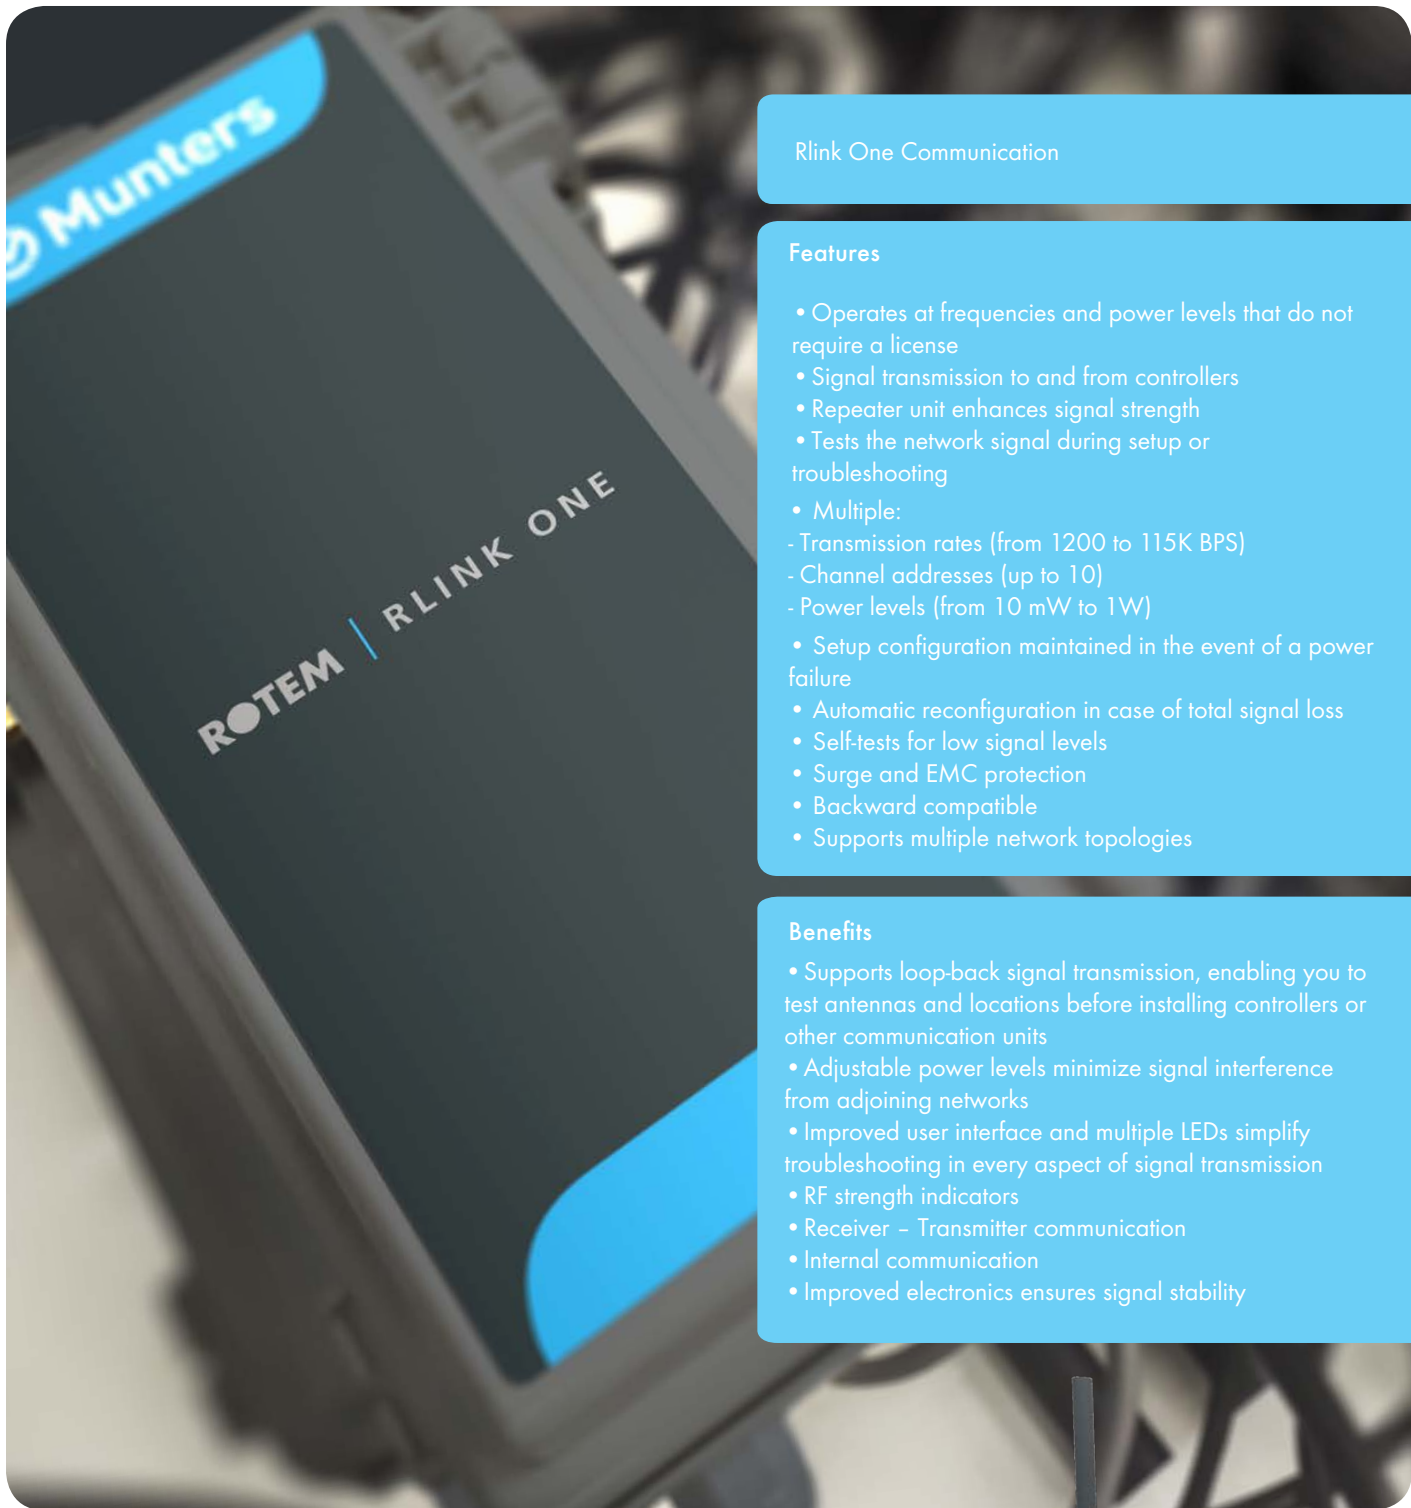 Munters
ROTEM | RLINK ONE
Rlink One Communication
Features
• Operates at frequencies and power levels that do not
require a license
• Signal transmission to and from controllers
• Repeater unit enhances signal strength
• Tests the network signal during setup or
troubleshooting
• Multiple:
- Transmission rates (from 1200 to 115K BPS)
- Channel addresses (up to 10)
- Power levels (from 10 mW to 1W)
• Setup configuration maintained in the event of a power
failure
• Automatic reconfiguration in case of total signal loss
• Self-tests for low signal levels
• Surge and EMC protection
• Backward compatible
• Supports multiple network topologies
Benefits
• Supports loop-back signal transmission, enabling you to
test antennas and locations before installing controllers or
other communication units
• Adjustable power levels minimize signal interference
from adjoining networks
• Improved user interface and multiple LEDs simplify
troubleshooting in every aspect of signal transmission
• RF strength indicators
• Receiver – Transmitter communication
• Internal communication
• Improved electronics ensures signal stability